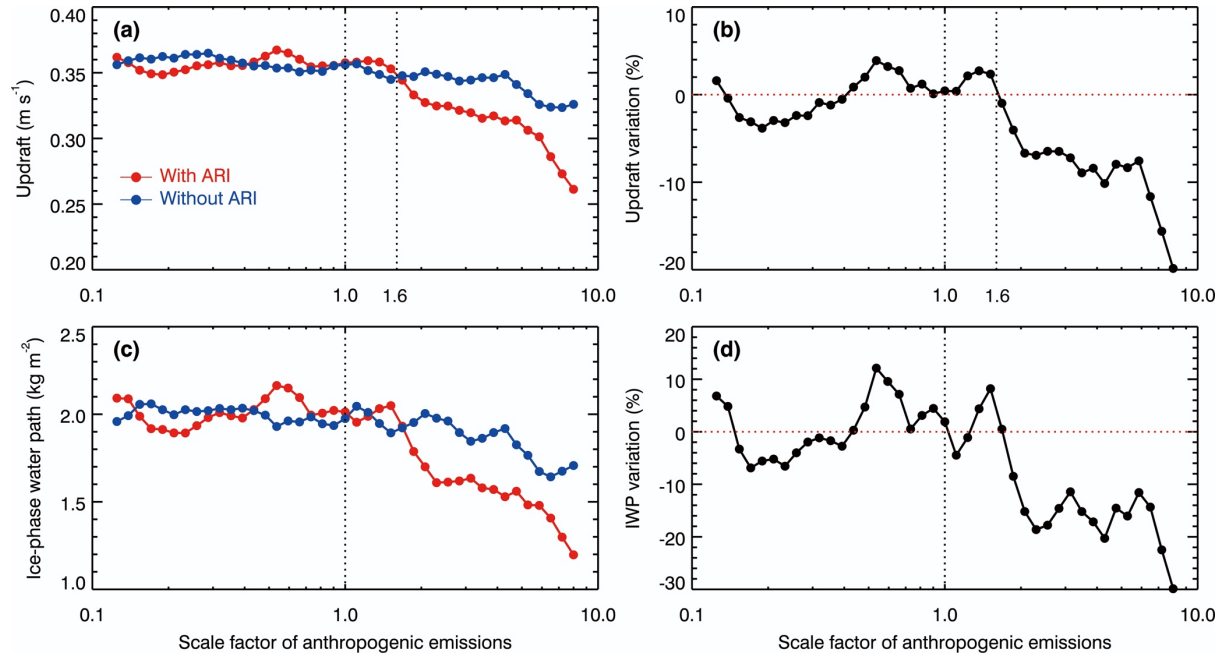 (a)
Updraft (m s⁻¹)
0.40
0.35
0.30
0.25
0.20
With ARI
Without ARI
0.1
1.0
1.6
10.0
(b)
Updraft variation (%)
10
0
-10
-20
0.1
1.0
1.6
10.0
(c)
Ice-phase water path (kg m⁻²)
2.5
2.0
1.5
1.0
0.1
1.0
10.0
Scale factor of anthropogenic emissions
(d)
IWP variation (%)
20
10
0
-10
-20
-30
0.1
1.0
10.0
Scale factor of anthropogenic emissions